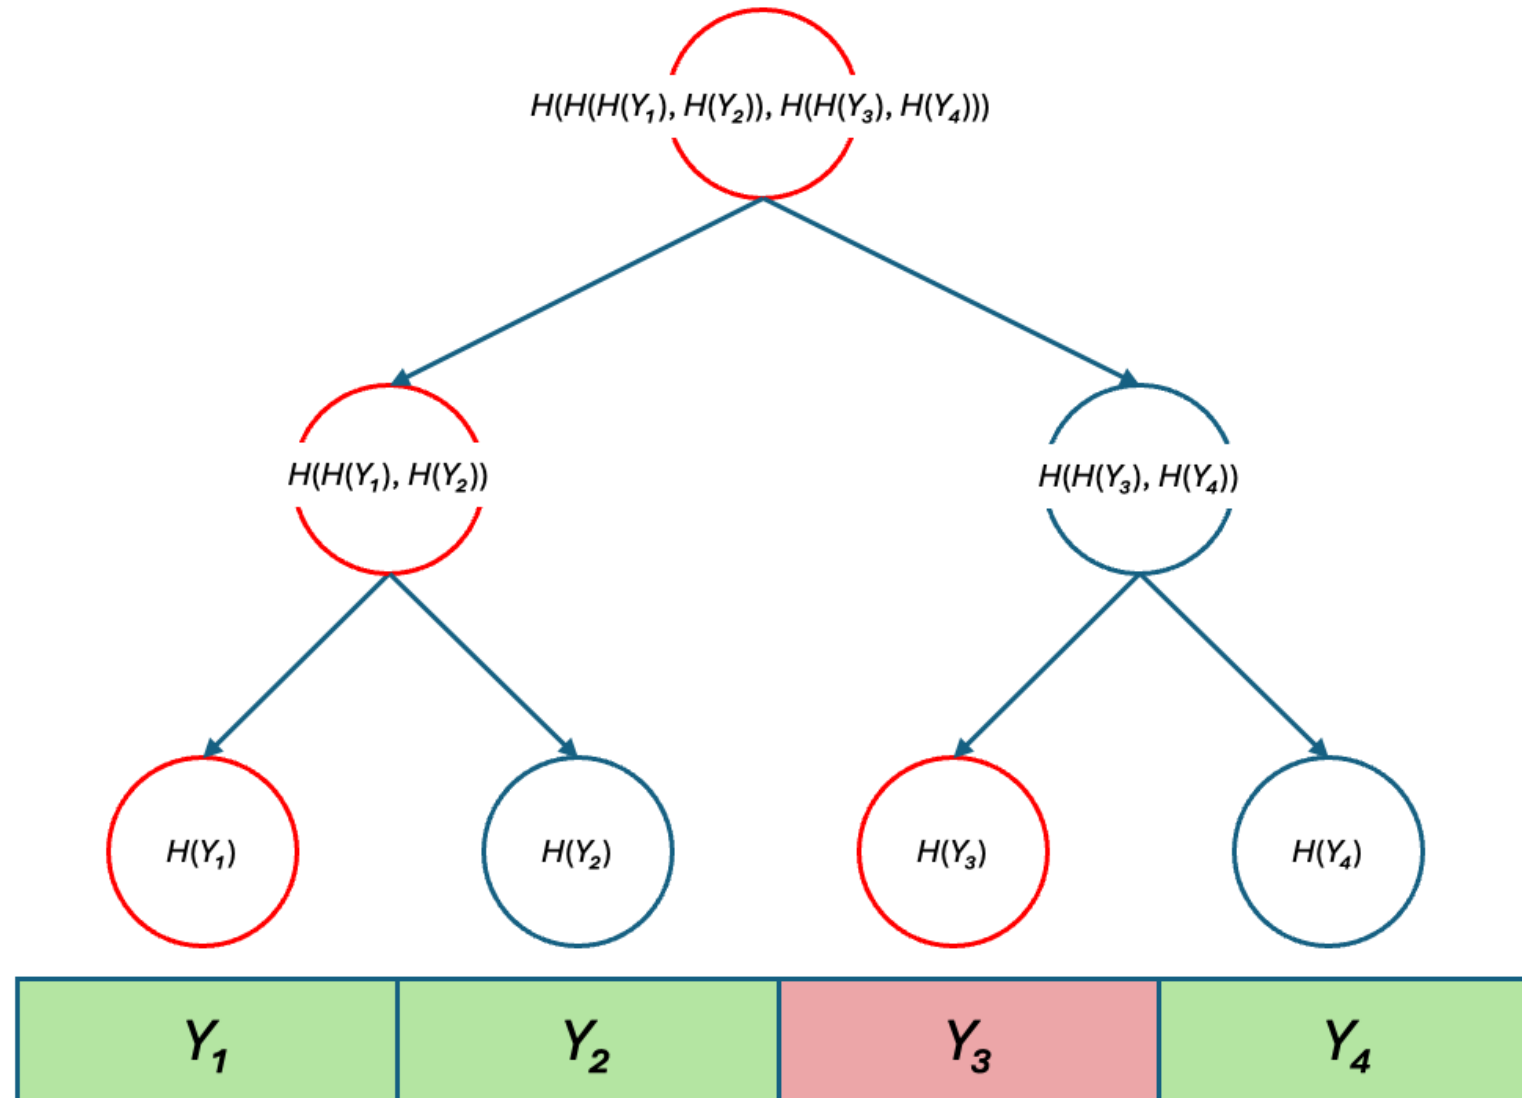 H(H(H(Y₁), H(Y₂)), H(H(Y₃), H(Y₄)))
H(H(Y₁), H(Y₂))
H(H(Y₃), H(Y₄))
H(Y₁)
H(Y₂)
H(Y₃)
H(Y₄)
Y₁
Y₂
Y₃
Y₄